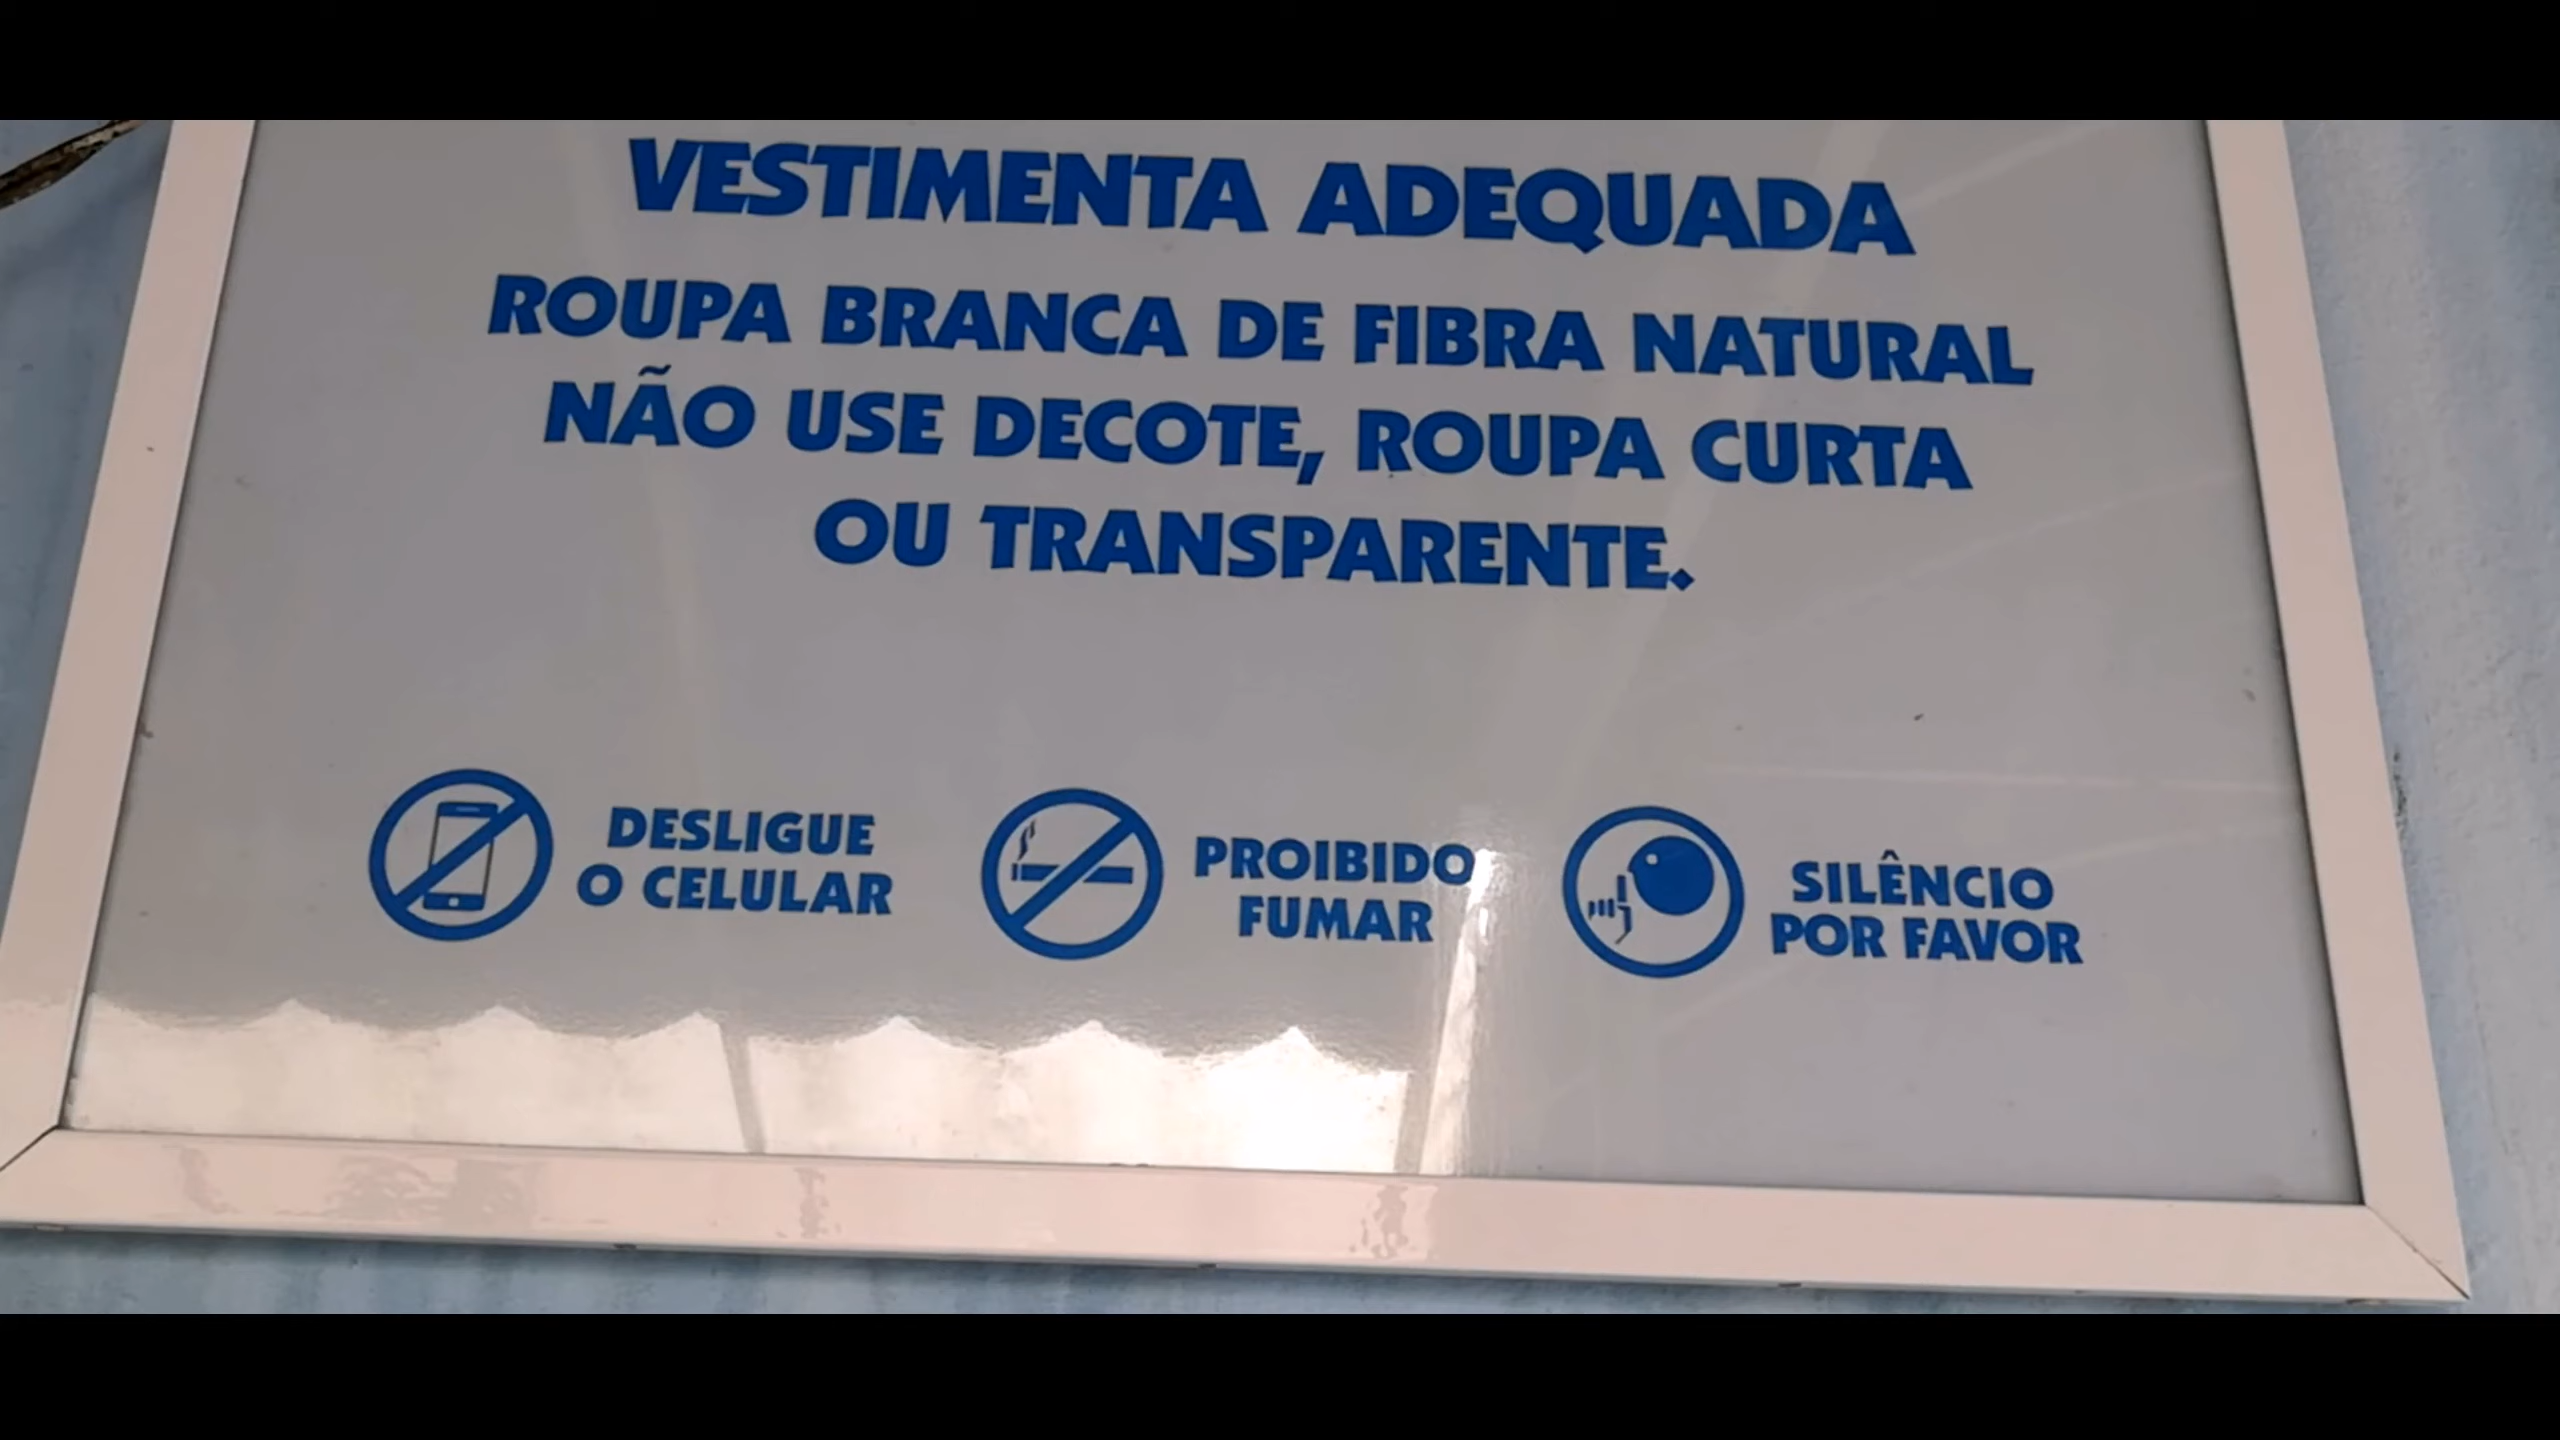 VESTIMENTA ADEQUADA
ROUPA BRANCA DE FIBRA NATURAL
NÃO USE DECOTE, ROUPA CURTA
OU TRANSPARENTE.
DESLIGUE
O CELULAR
PROIBIDO
FUMAR
SILÊNCIO
POR FAVOR